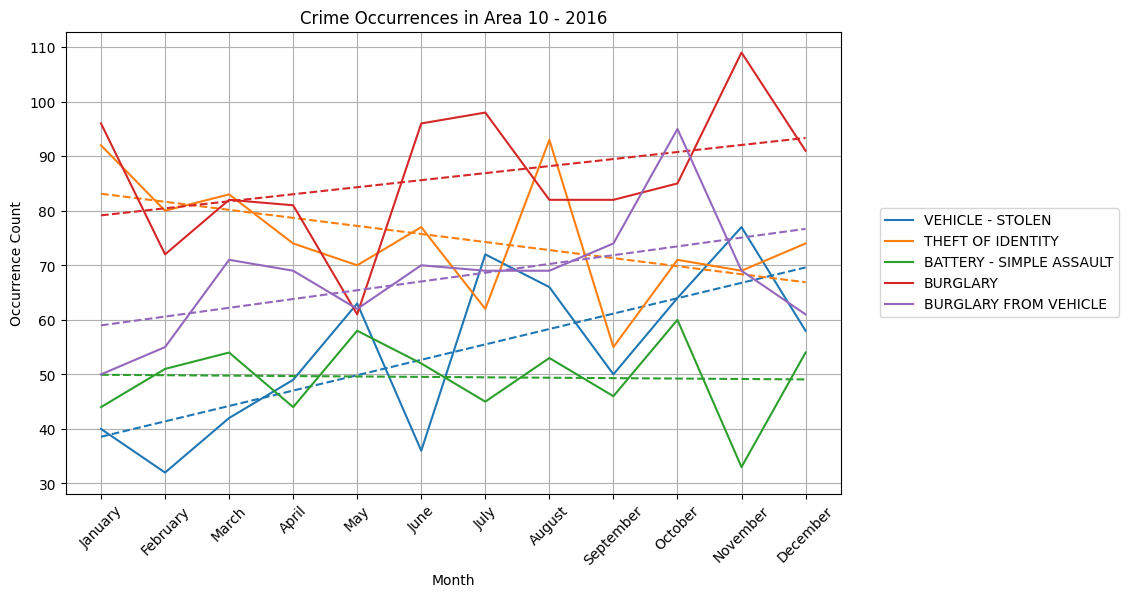 Crime Occurrences in Area 10 - 2016
Occurrence Count
110
100
90
80
70
60
50
40
30
January
February
March
April
May
June
July
August
September
October
November
December
Month
VEHICLE - STOLEN
THEFT OF IDENTITY
BATTERY - SIMPLE ASSAULT
BURGLARY
BURGLARY FROM VEHICLE